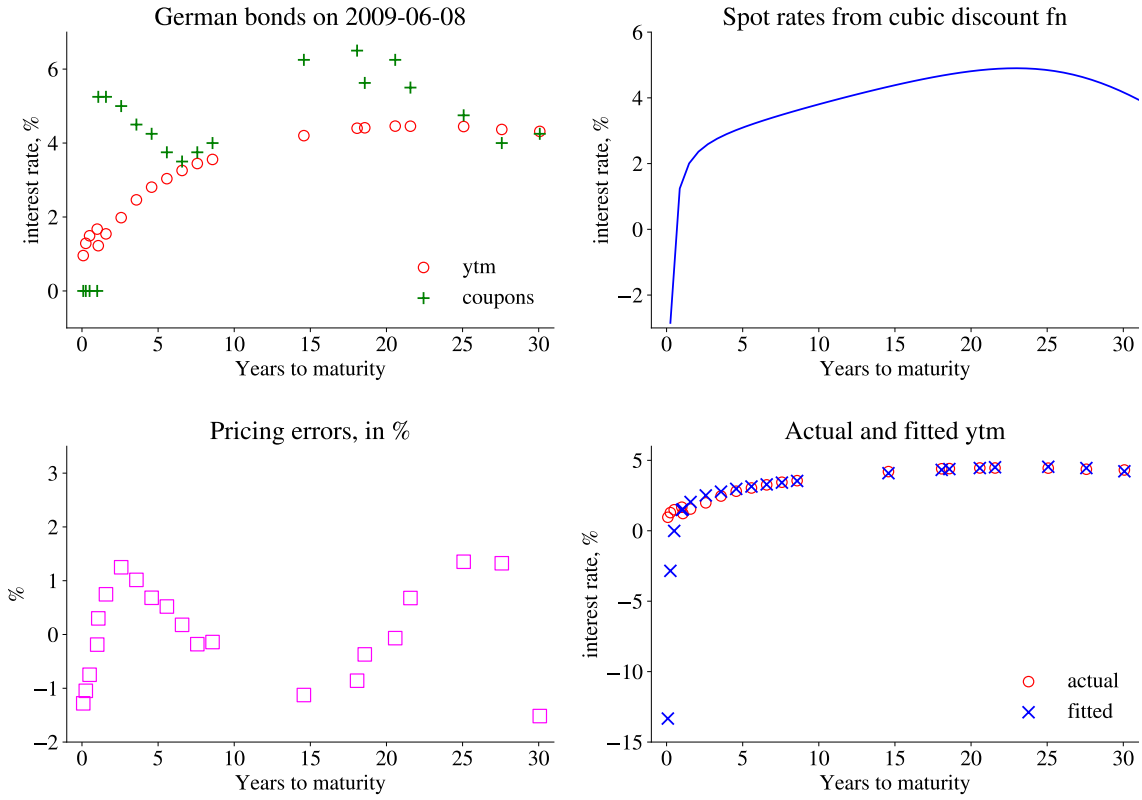 German bonds on 2009-06-08
interest rate, %
6
4
2
0
ytm
coupons
0 5 10 15 20 25 30
Years to maturity
Spot rates from cubic discount fn
interest rate, %
6
4
2
0
−2
0 5 10 15 20 25 30
Years to maturity
Pricing errors, in %
%
3
2
1
0
−1
−2
0 5 10 15 20 25 30
Years to maturity
Actual and fitted ytm
interest rate, %
5
0
−5
−10
−15
actual
fitted
0 5 10 15 20 25 30
Years to maturity